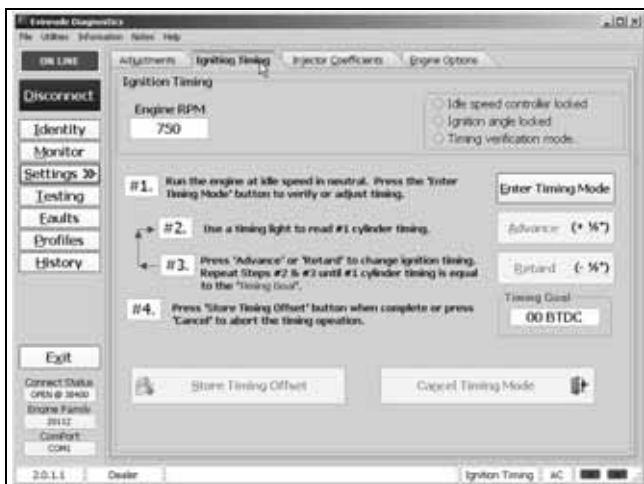 Evinrude Diagnostics
File Utilities Information Notes Help
ON LINE
Disconnect
Identity
Monitor
Settings
Testing
Faults
Profiles
History
Exit
Connect Status
OPEN @ 38400
Engine Family
ComPort
COM1
Adjustments Ignition Timing Injector Coefficients Engine Options
Ignition Timing
Engine RPM
750
Idle speed controller locked
Ignition angle locked
Timing verification mode.
#1. Run the engine at idle speed in neutral. Press the 'Enter
Timing Mode' button to verify or adjust timing.
#2. Use a timing light to read #1 cylinder timing.
#3. Press 'Advance' or 'Retard' to change ignition timing.
Repeat Steps #2 & #3 until #1 cylinder timing is equal
to the 'Timing Goal'.
#4. Press 'Store Timing Offset' button when complete or press
'Cancel' to abort the timing opeation.
Enter Timing Mode
Advance (+ ¼°)
Retard (- ¼°)
Timing Goal
00 BTDC
Store Timing Offset
Cancel Timing Mode
2.0.1.1 Dealer Ignition Timing AC